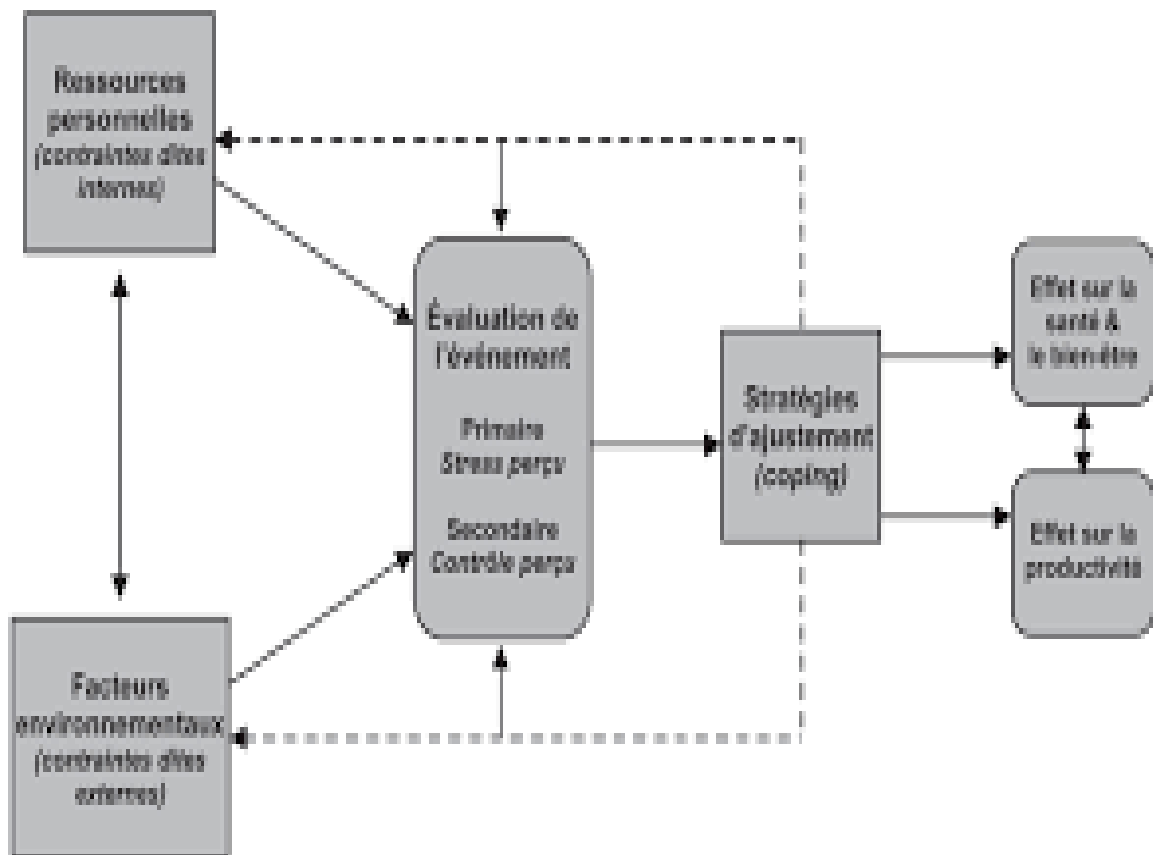 Ressources
personnelles
(contraintes dites
internes)
Évaluation de
l'événement
Primaire
Stress perçu
Secondaire
Contrôle perçu
Facteurs
environnementaux
(contraintes dites
externes)
Stratégies
d'ajustement
(coping)
Effet sur la
santé &
le bien-être
Effet sur la
productivité